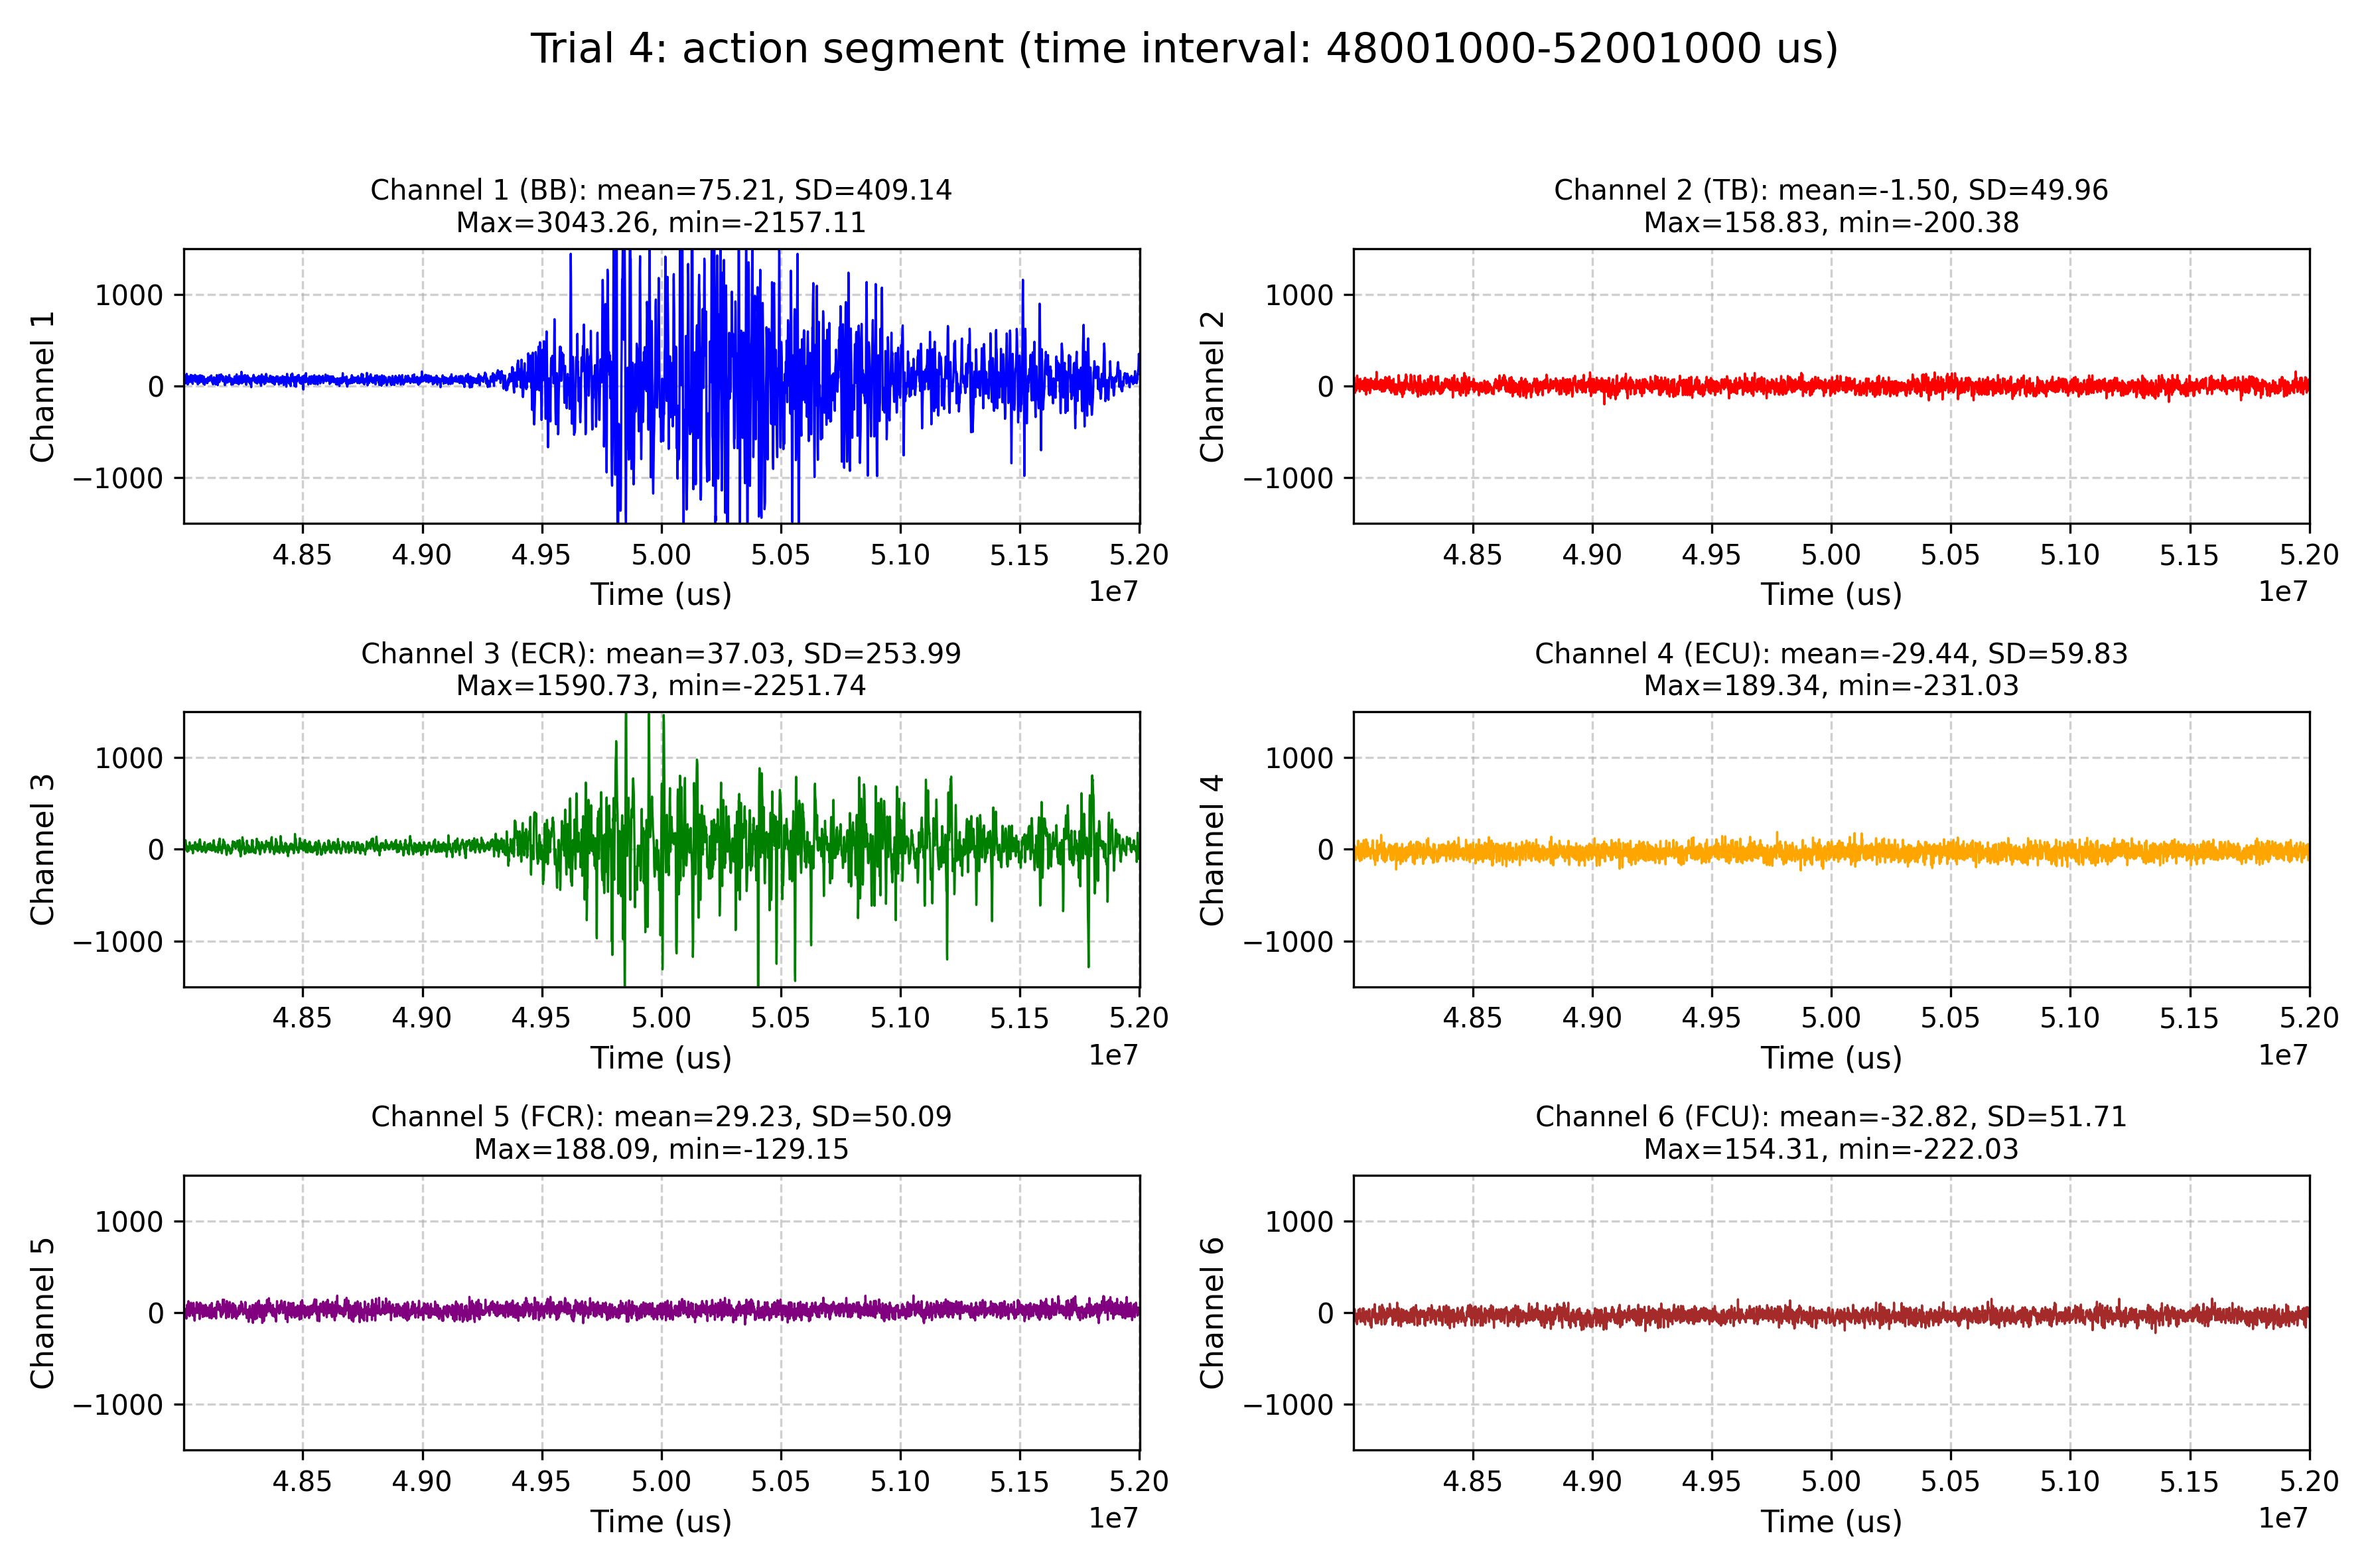 Trial 4: action segment (time interval: 48001000-52001000 us)
Channel 1 (BB): mean=75.21, SD=409.14
Max=3043.26, min=-2157.11
Channel 1
1000
0
−1000
4.85 4.90 4.95 5.00 5.05 5.10 5.15 5.20
Time (us)
1e7
Channel 2 (TB): mean=-1.50, SD=49.96
Max=158.83, min=-200.38
Channel 2
1000
0
−1000
4.85 4.90 4.95 5.00 5.05 5.10 5.15 5.20
Time (us)
1e7
Channel 3 (ECR): mean=37.03, SD=253.99
Max=1590.73, min=-2251.74
Channel 3
1000
0
−1000
4.85 4.90 4.95 5.00 5.05 5.10 5.15 5.20
Time (us)
1e7
Channel 4 (ECU): mean=-29.44, SD=59.83
Max=189.34, min=-231.03
Channel 4
1000
0
−1000
4.85 4.90 4.95 5.00 5.05 5.10 5.15 5.20
Time (us)
1e7
Channel 5 (FCR): mean=29.23, SD=50.09
Max=188.09, min=-129.15
Channel 5
1000
0
−1000
4.85 4.90 4.95 5.00 5.05 5.10 5.15 5.20
Time (us)
1e7
Channel 6 (FCU): mean=-32.82, SD=51.71
Max=154.31, min=-222.03
Channel 6
1000
0
−1000
4.85 4.90 4.95 5.00 5.05 5.10 5.15 5.20
Time (us)
1e7